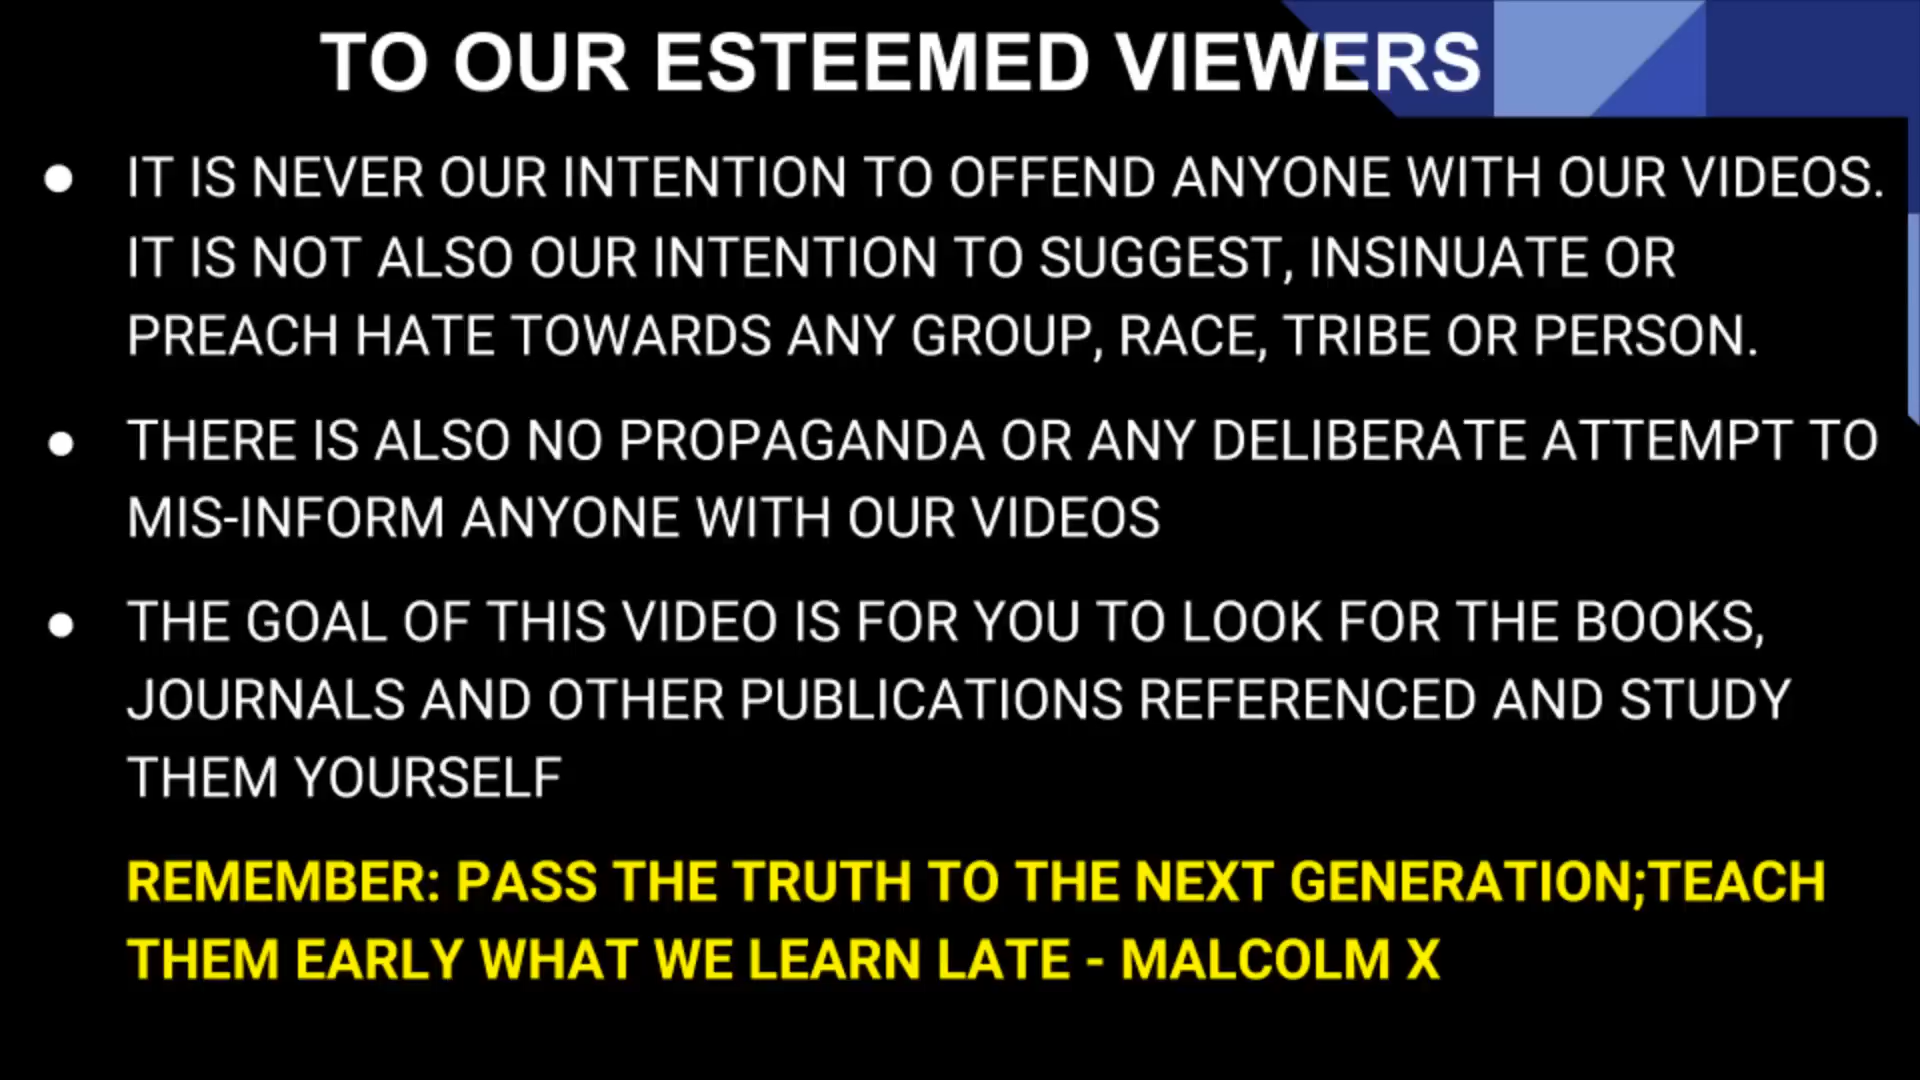 TO OUR ESTEEMED VIEWERS
● IT IS NEVER OUR INTENTION TO OFFEND ANYONE WITH OUR VIDEOS.
IT IS NOT ALSO OUR INTENTION TO SUGGEST, INSINUATE OR
PREACH HATE TOWARDS ANY GROUP, RACE, TRIBE OR PERSON.
● THERE IS ALSO NO PROPAGANDA OR ANY DELIBERATE ATTEMPT TO
MIS-INFORM ANYONE WITH OUR VIDEOS
● THE GOAL OF THIS VIDEO IS FOR YOU TO LOOK FOR THE BOOKS,
JOURNALS AND OTHER PUBLICATIONS REFERENCED AND STUDY
THEM YOURSELF
REMEMBER: PASS THE TRUTH TO THE NEXT GENERATION;TEACH
THEM EARLY WHAT WE LEARN LATE - MALCOLM X